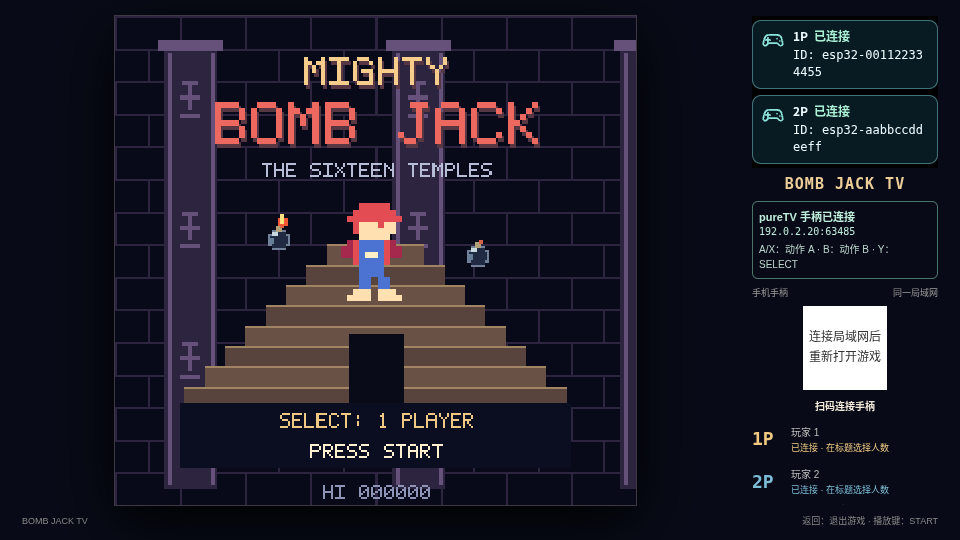 MIGHTY
BOMB JACK
THE SIXTEEN TEMPLES
SELECT: 1 PLAYER
PRESS START
HI 000000
1P 已连接
ID: esp32-00112233
4455
2P 已连接
ID: esp32-aabbccdd
eeff
BOMB JACK TV
pureTV 手柄已连接
192.0.2.20:63485
A/X：动作 A · B：动作 B · Y：
SELECT
手机手柄 同一局域网
连接局域网后
重新打开游戏
扫码连接手柄
1P 玩家 1
已连接 · 在标题选择人数
2P 玩家 2
已连接 · 在标题选择人数
BOMB JACK TV
返回：退出游戏 · 播放键：START